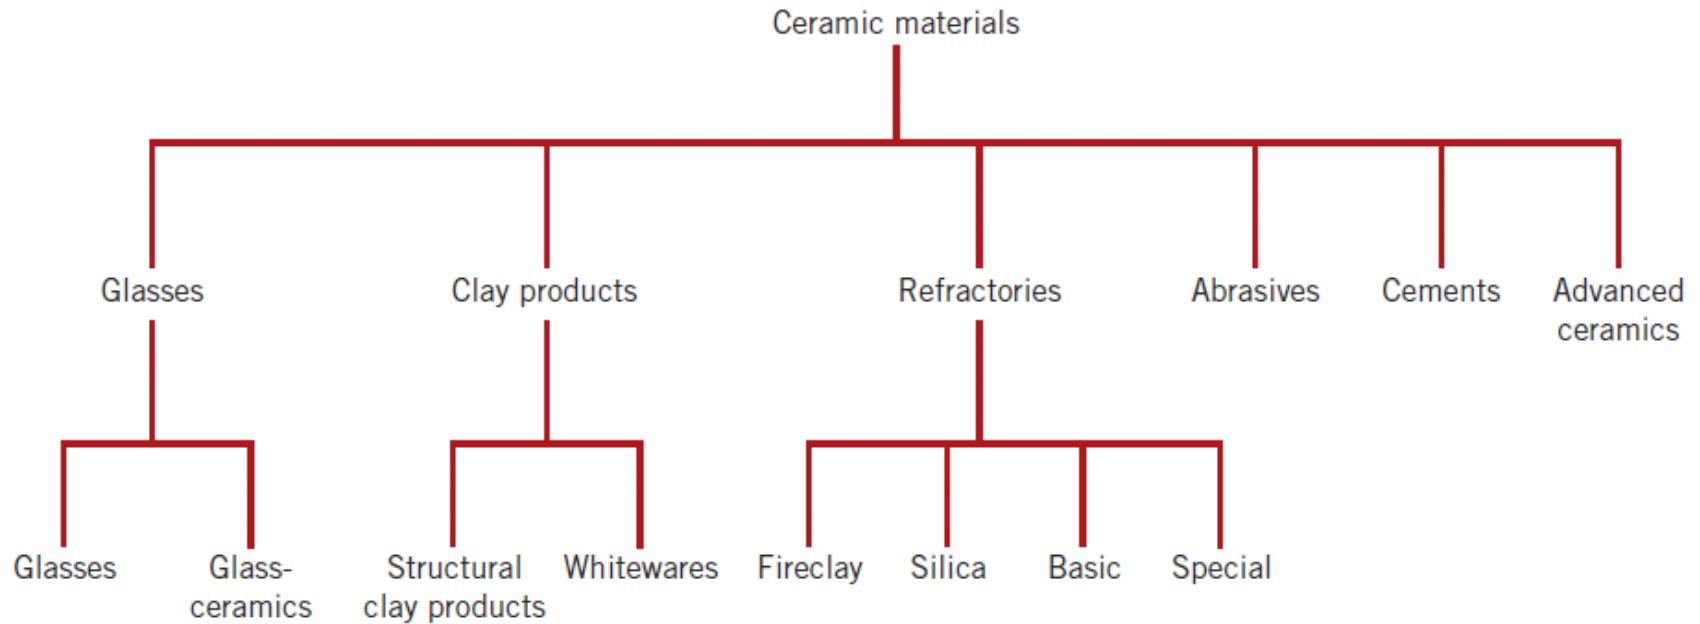 Ceramic materials
Glasses
Clay products
Refractories
Abrasives
Cements
Advanced
ceramics
Glasses
Glass-
ceramics
Structural
clay products
Whitewares
Fireclay
Silica
Basic
Special